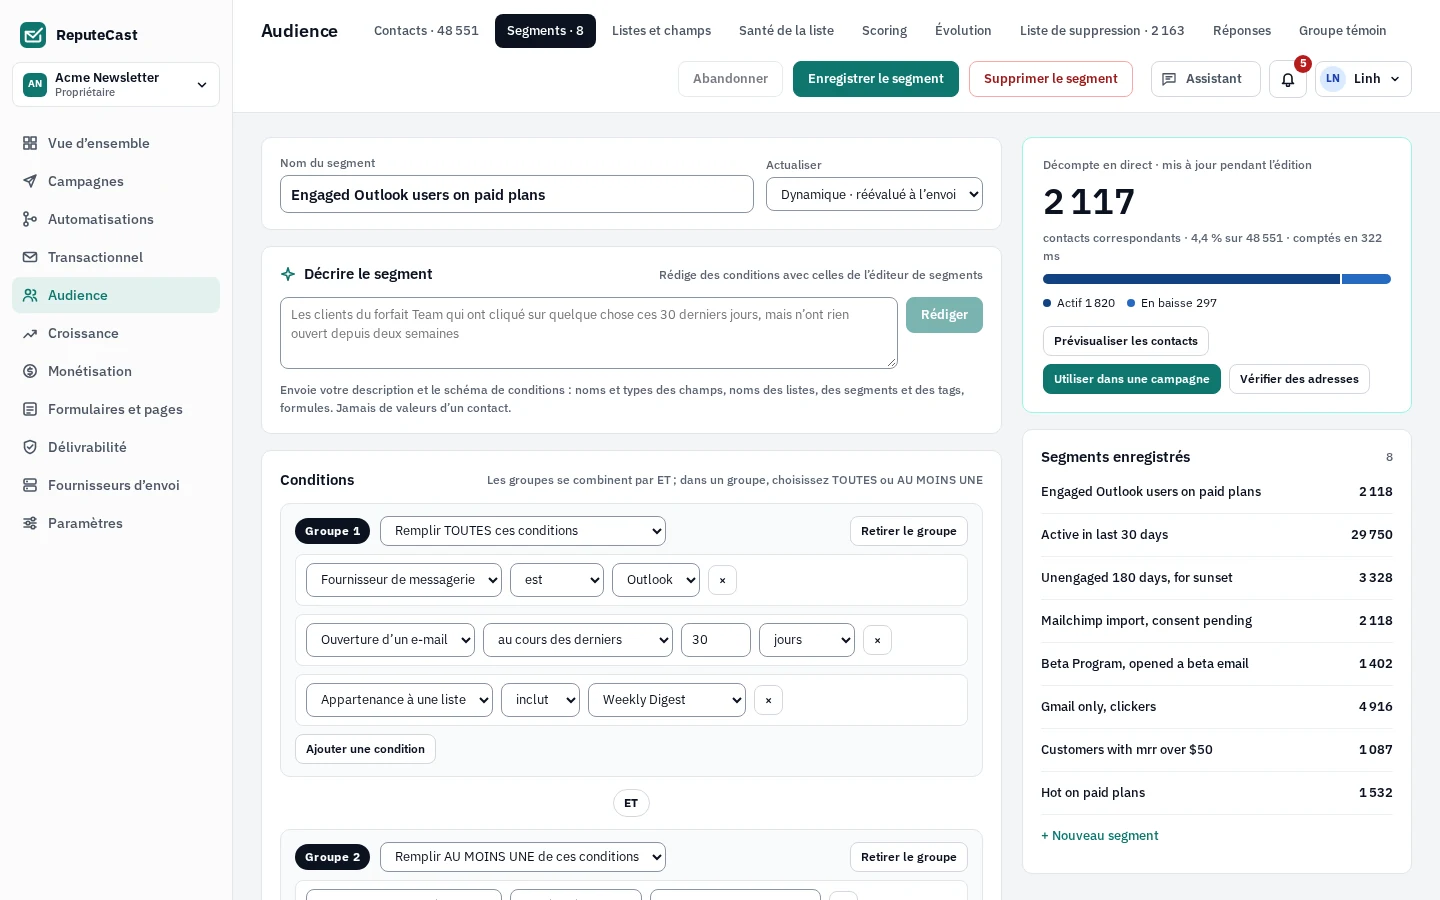 ReputeCast
AN
Acme Newsletter
Propriétaire
Vue d’ensemble
Campagnes
Automatisations
Transactionnel
Audience
Croissance
Monétisation
Formulaires et pages
Délivrabilité
Fournisseurs d’envoi
Paramètres
Audience
Contacts · 48 551
Segments · 8
Listes et champs
Santé de la liste
Scoring
Évolution
Liste de suppression · 2 163
Réponses
Groupe témoin
Abandonner
Enregistrer le segment
Supprimer le segment
Assistant
5
LN
Linh
Nom du segment
Engaged Outlook users on paid plans
Actualiser
Dynamique · réévalué à l’envoi
Décrire le segment
Rédige des conditions avec celles de l’éditeur de segments
Les clients du forfait Team qui ont cliqué sur quelque chose ces 30 derniers jours, mais n’ont rien
ouvert depuis deux semaines
Rédiger
Envoie votre description et le schéma de conditions : noms et types des champs, noms des listes, des segments et des tags,
formules. Jamais de valeurs d’un contact.
Conditions
Les groupes se combinent par ET ; dans un groupe, choisissez TOUTES ou AU MOINS UNE
Groupe 1
Remplir TOUTES ces conditions
Retirer le groupe
Fournisseur de messagerie
est
Outlook
×
Ouverture d’un e-mail
au cours des derniers
30
jours
×
Appartenance à une liste
inclut
Weekly Digest
×
Ajouter une condition
ET
Groupe 2
Remplir AU MOINS UNE de ces conditions
Retirer le groupe
Décompte en direct · mis à jour pendant l’édition
2 117
contacts correspondants · 4,4 % sur 48 551 · comptés en 322
ms
Actif 1 820
En baisse 297
Prévisualiser les contacts
Utiliser dans une campagne
Vérifier des adresses
Segments enregistrés
8
Engaged Outlook users on paid plans
2 118
Active in last 30 days
29 750
Unengaged 180 days, for sunset
3 328
Mailchimp import, consent pending
2 118
Beta Program, opened a beta email
1 402
Gmail only, clickers
4 916
Customers with mrr over $50
1 087
Hot on paid plans
1 532
+ Nouveau segment